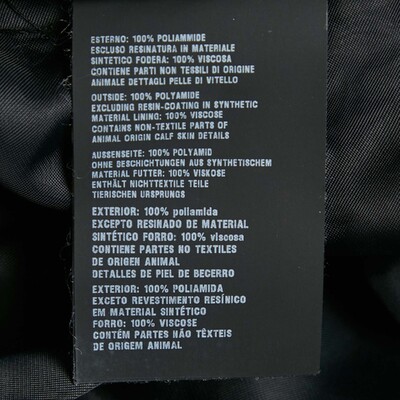 ESTERNO: 100% POLIAMMIDE
ESCLUSO RESINATURA IN MATERIALE
SINTETICO FODERA: 100% VISCOSA
CONTIENE PARTI NON TESSILI DI ORIGINE
ANIMALE DETTAGLI PELLE DI VITELLO
OUTSIDE: 100% POLYAMIDE
EXCLUDING RESIN-COATING IN SYNTHETIC
MATERIAL LINING: 100% VISCOSE
CONTAINS NON-TEXTILE PARTS OF
ANIMAL ORIGIN CALF SKIN DETAILS
AUSSENSEITE: 100% POLYAMID
OHNE BESCHICHTUNGEN AUS SYNTHETISCHEM
MATERIAL FUTTER: 100% VISKOSE
ENTHÄLT NICHTTEXTILE TEILE
TIERISCHEN URSPRUNGS
EXTERIOR: 100% poliamida
EXCEPTO RESINADO DE MATERIAL
SINTÉTICO FORRO: 100% viscosa
CONTIENE PARTES NO TEXTILES
DE ORIGEN ANIMAL
DETALLES DE PIEL DE BECERRO
EXTERIOR: 100% POLIAMIDA
EXCETO REVESTIMENTO RESÍNICO
EM MATERIAL SINTÉTICO
FORRO: 100% VISCOSE
CONTÉM PARTES NÃO TÊXTEIS
DE ORIGEM ANIMAL